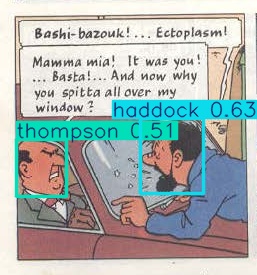 Bashi-bazouk!... Ectoplasm!
Mamma mia! It was you!
... Basta!... And now why
you spitta all over my
window?
haddock 0.63
thompson 0.51